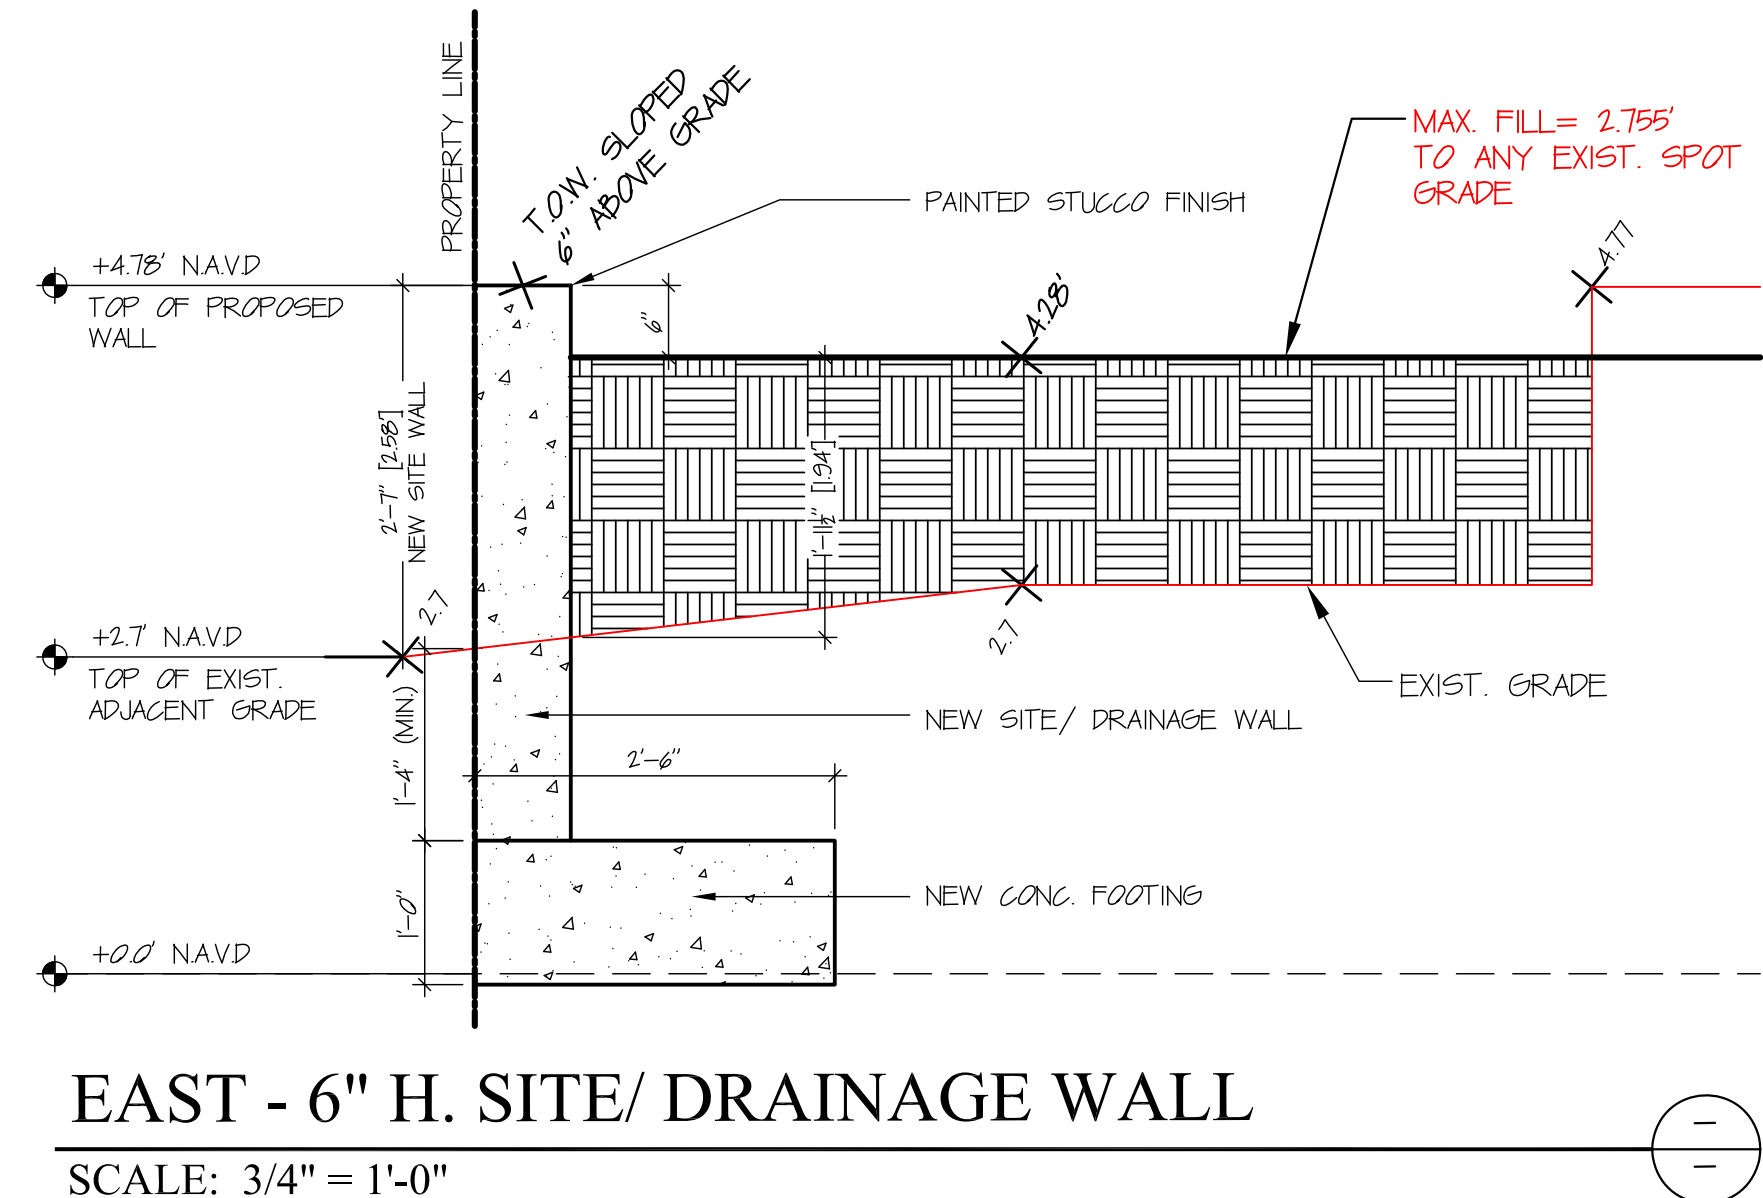 PROPERTY LINE
T.O.W. SLOPED
6" ABOVE GRADE
MAX. FILL= 2.755'
TO ANY EXIST. SPOT
GRADE
PAINTED STUCCO FINISH
4.77
+4.78' N.A.V.D
TOP OF PROPOSED
WALL
6"
4.28'
2'-7" [2.58']
NEW SITE WALL
1'-11½" [1.94']
2.7
2.7
+2.7' N.A.V.D
TOP OF EXIST.
ADJACENT GRADE
EXIST. GRADE
NEW SITE/ DRAINAGE WALL
1'-4" (MIN.)
2'-6"
NEW CONC. FOOTING
1'-0"
+0.0' N.A.V.D
EAST - 6" H. SITE/ DRAINAGE WALL
SCALE: 3/4" = 1'-0"
–
–